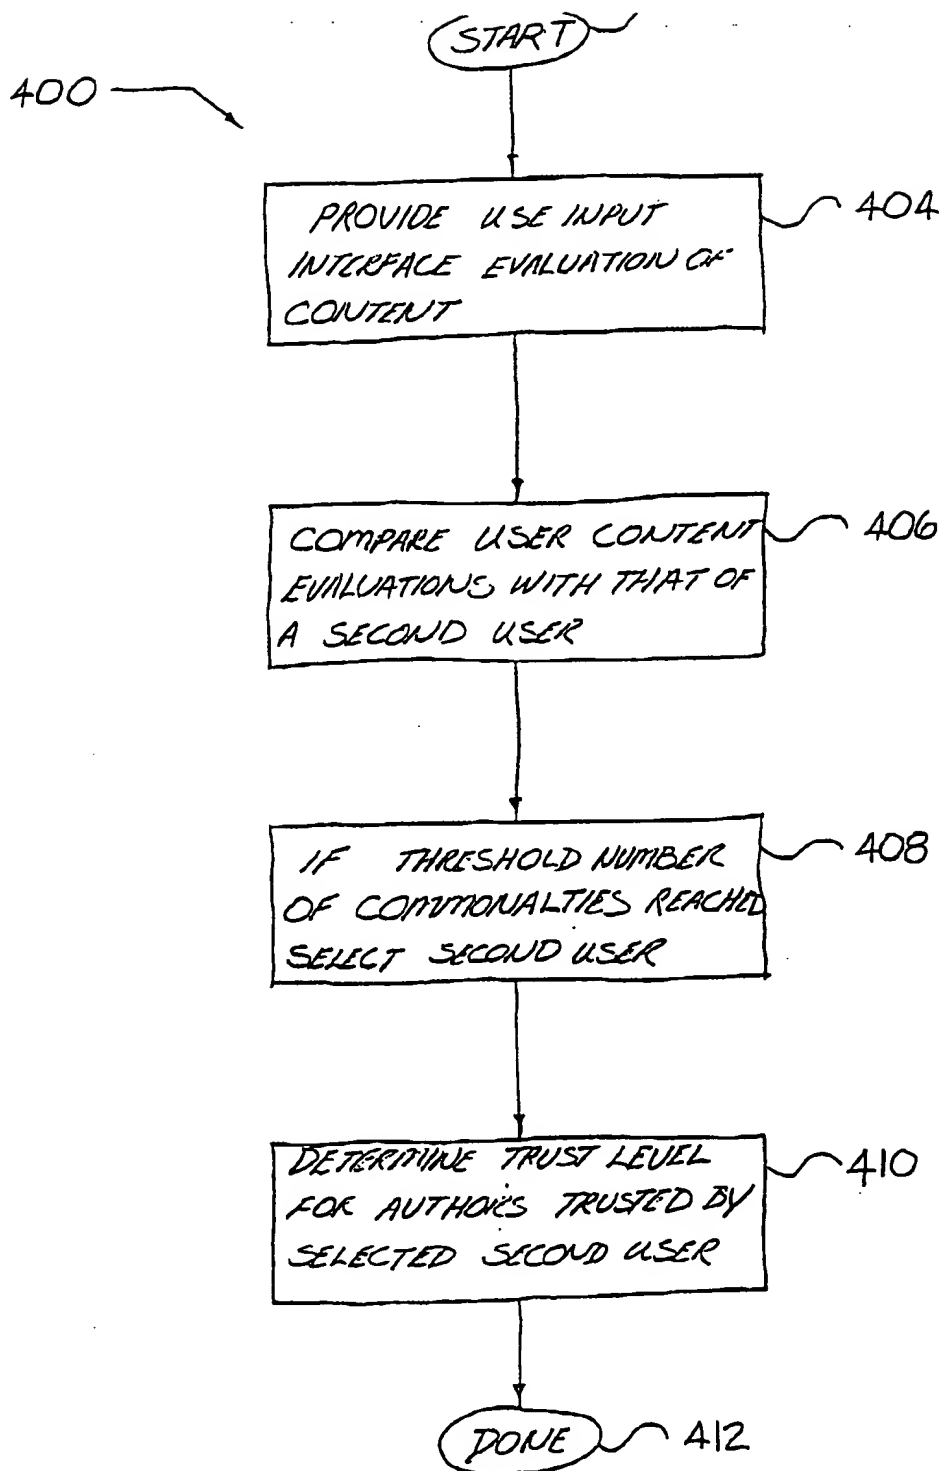 START
400
PROVIDE USE INPUT
INTERFACE EVALUATION OF
CONTENT
404
COMPARE USER CONTENT
EVALUATIONS WITH THAT OF
A SECOND USER
406
IF THRESHOLD NUMBER
OF COMMONALTIES REACHED
SELECT SECOND USER
408
DETERMINE TRUST LEVEL
FOR AUTHORS TRUSTED BY
SELECTED SECOND USER
410
DONE
412